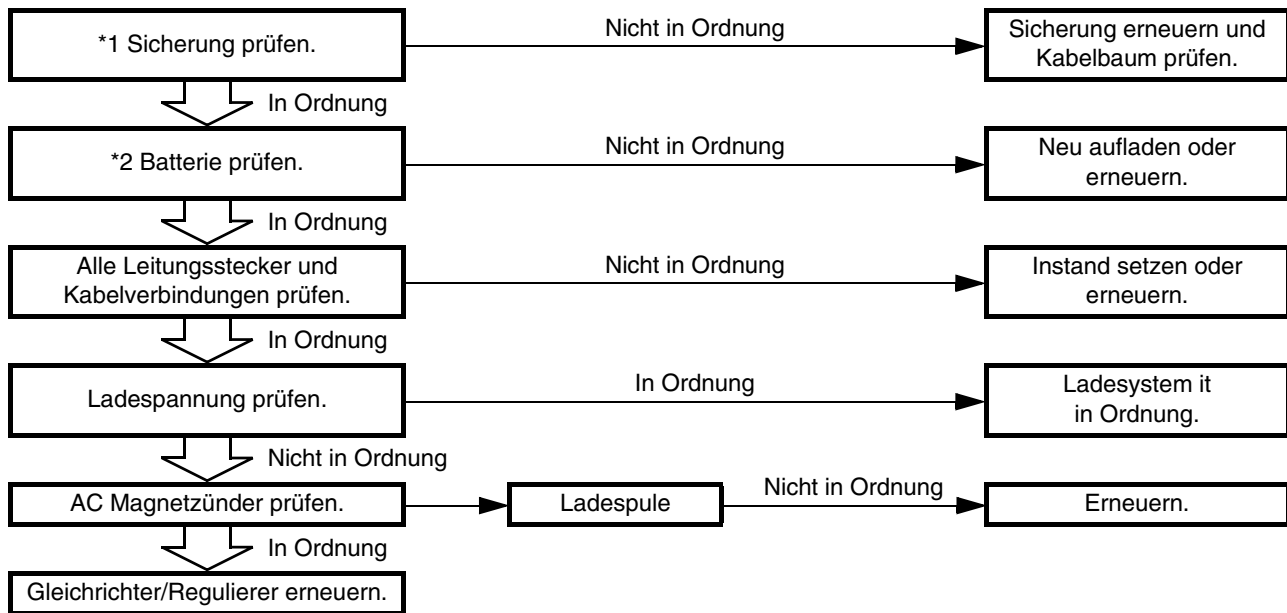 *1 Sicherung prüfen.
Nicht in Ordnung
Sicherung erneuern und
Kabelbaum prüfen.
In Ordnung
*2 Batterie prüfen.
Nicht in Ordnung
Neu aufladen oder
erneuern.
In Ordnung
Alle Leitungsstecker und
Kabelverbindungen prüfen.
Nicht in Ordnung
Instand setzen oder
erneuern.
In Ordnung
Ladespannung prüfen.
In Ordnung
Ladesystem it
in Ordnung.
Nicht in Ordnung
AC Magnetzünder prüfen.
Ladespule
Nicht in Ordnung
Erneuern.
In Ordnung
Gleichrichter/Regulierer erneuern.